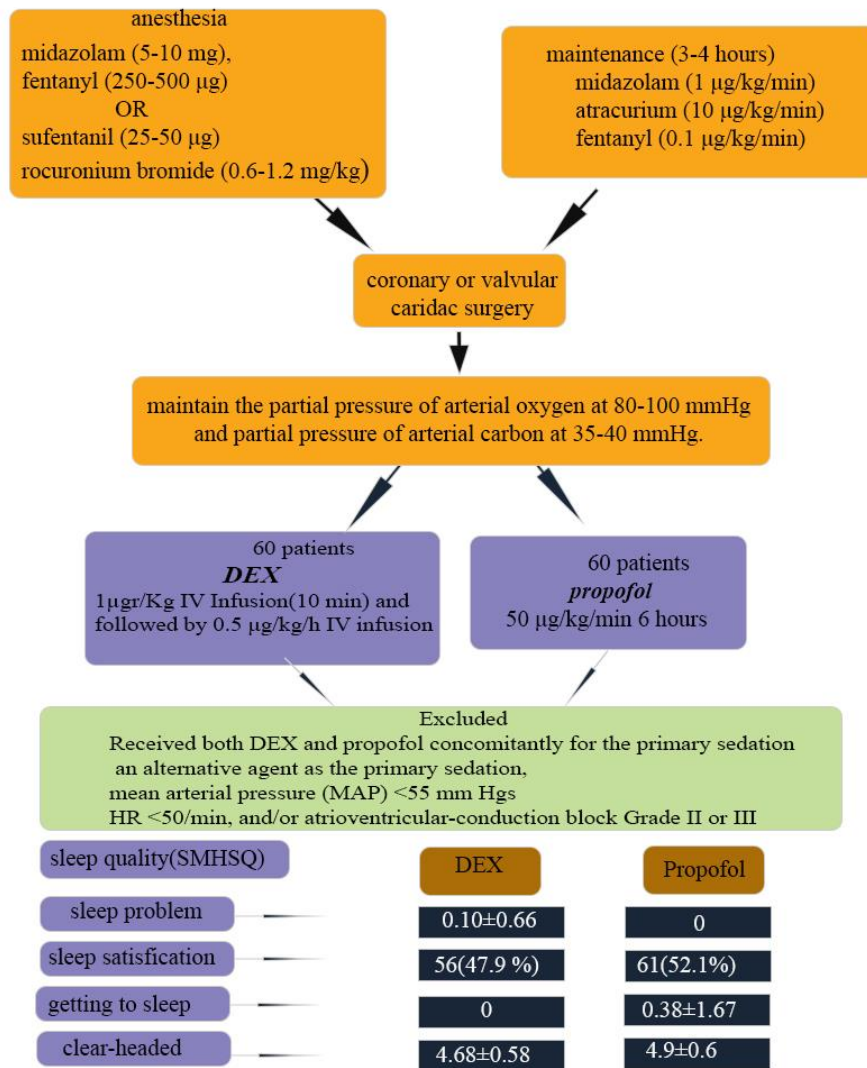 anesthesia
midazolam (5-10 mg),
fentanyl (250-500 μg)
OR
sufentanil (25-50 μg)
rocuronium bromide (0.6-1.2 mg/kg)
maintenance (3-4 hours)
midazolam (1 μg/kg/min)
atracurium (10 μg/kg/min)
fentanyl (0.1 μg/kg/min)
coronary or valvular
caridac surgery
maintain the partial pressure of arterial oxygen at 80-100 mmHg
and partial pressure of arterial carbon at 35-40 mmHg.
60 patients
DEX
1μgr/Kg IV Infusion(10 min) and
followed by 0.5 μg/kg/h IV infusion
60 patients
propofol
50 μg/kg/min 6 hours
Excluded
Received both DEX and propofol concomitantly for the primary sedation
an alternative agent as the primary sedation,
mean arterial pressure (MAP) <55 mm Hgs
HR <50/min, and/or atrioventricular-conduction block Grade II or III
sleep quality(SMHSQ) DEX Propofol
sleep problem 0.10±0.66 0
sleep satisfication 56(47.9 %) 61(52.1%)
getting to sleep 0 0.38±1.67
clear-headed 4.68±0.58 4.9±0.6